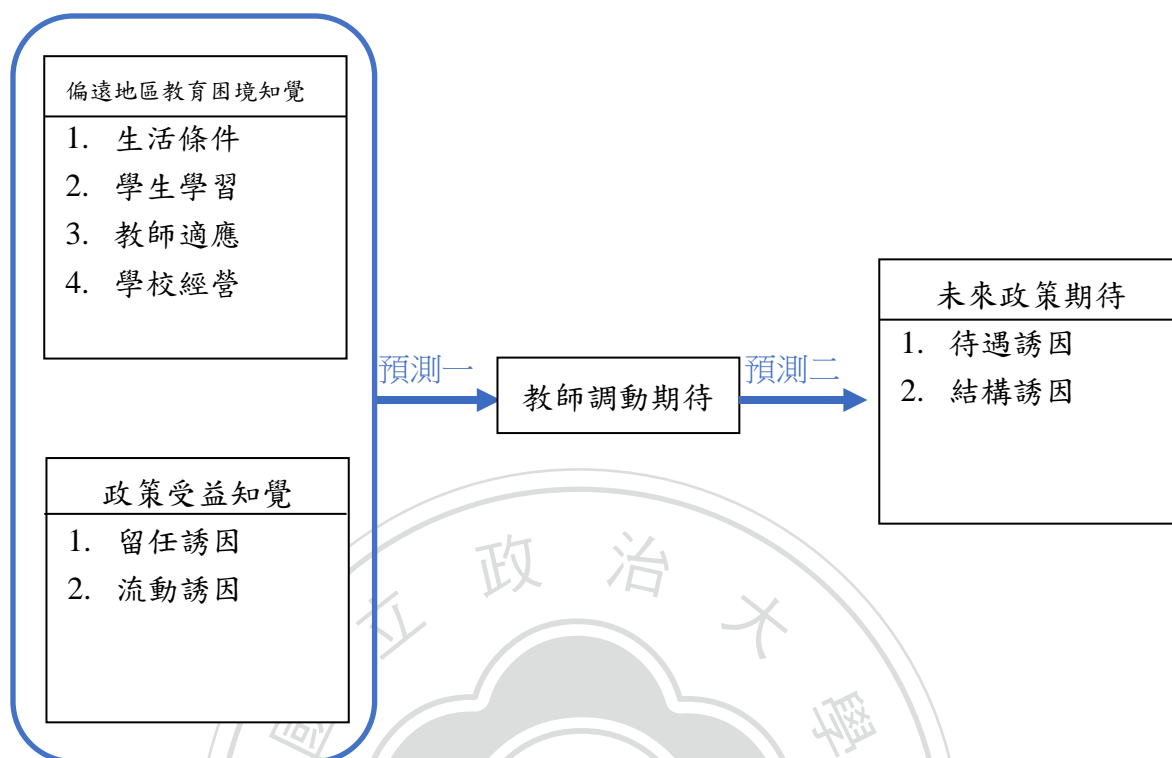 偏遠地區教育困境知覺
1. 生活條件
2. 學生學習
3. 教師適應
4. 學校經營
政策受益知覺
1. 留任誘因
2. 流動誘因
預測一
教師調動期待
預測二
未來政策期待
1. 待遇誘因
2. 結構誘因
國立政治大學